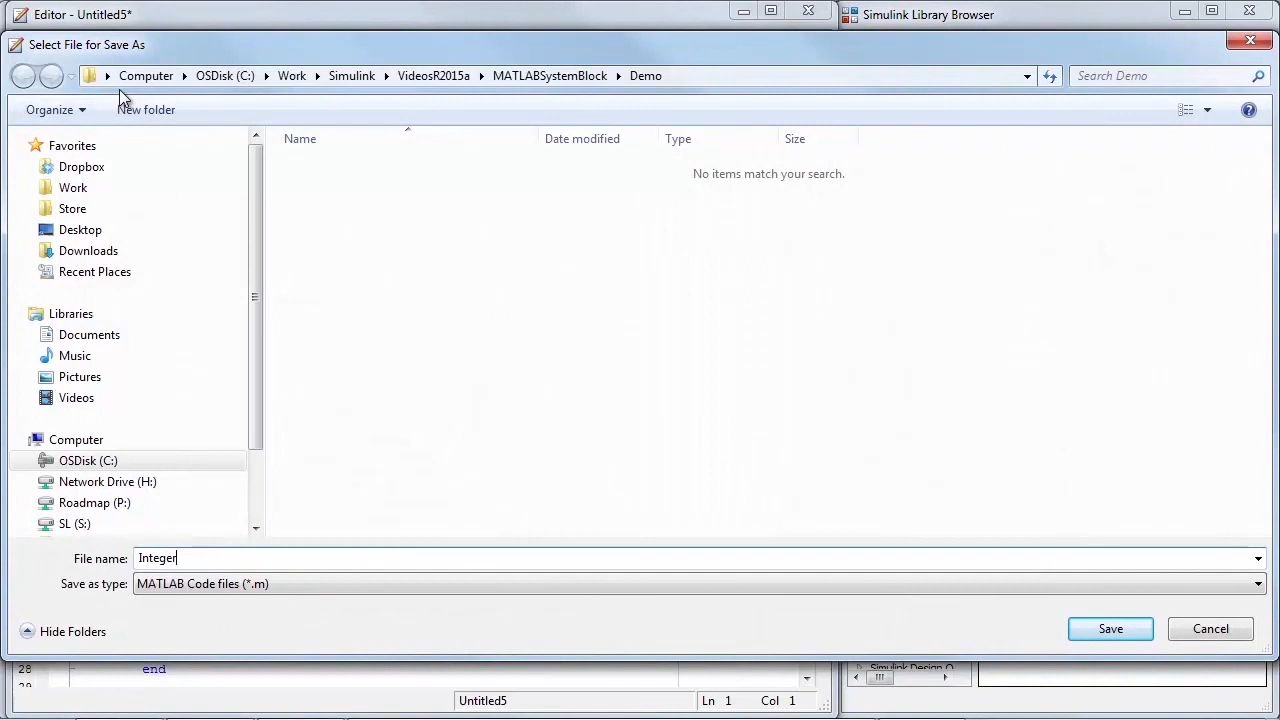 Editor - Untitled5*
Simulink Library Browser
Select File for Save As
Computer OSDisk (C:) Work Simulink VideosR2015a MATLABSystemBlock Demo
Search Demo
Organize New folder
Name Date modified Type Size
No items match your search.
Favorites
Dropbox
Work
Store
Desktop
Downloads
Recent Places
Libraries
Documents
Music
Pictures
Videos
Computer
OSDisk (C:)
Network Drive (H:)
Roadmap (P:)
SL (S:)
File name: Integer
Save as type: MATLAB Code files (*.m)
Hide Folders
Save Cancel
28 end
Simulink Design O
Untitled5 Ln 1 Col 1